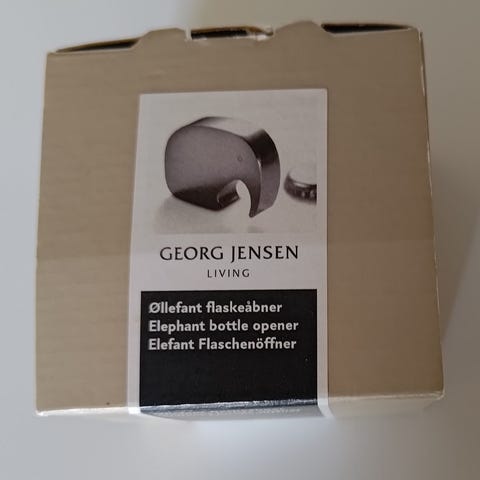 GEORG JENSEN
LIVING
Øllefant flaskeåbner
Elephant bottle opener
Elefant Flaschenöffner